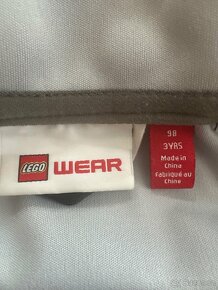 LEGO WEAR
98
3YRS
Made in
China
Fabriqué au
Chine